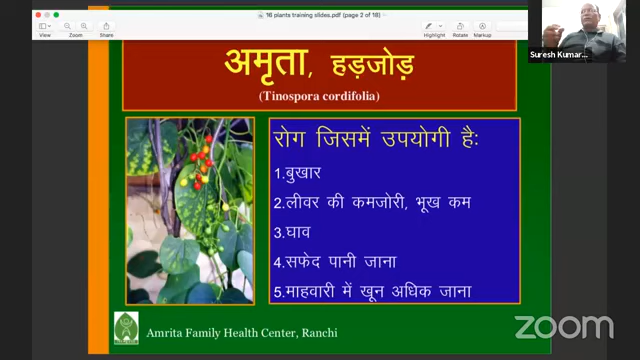 16 plants training slides.pdf (page 2 of 18)
View
Zoom
Share
Highlight
Rotate
Markup
Suresh Kumar...
अमृता, हड़जोड़
(Tinospora cordifolia)
रोग जिसमें उपयोगी है:
1.बुखार
2.लीवर की कमजोरी, भूख कम
3.घाव
4.सफेद पानी जाना
5.माहवारी में खून अधिक जाना
Amrita Family Health Center, Ranchi
zoom